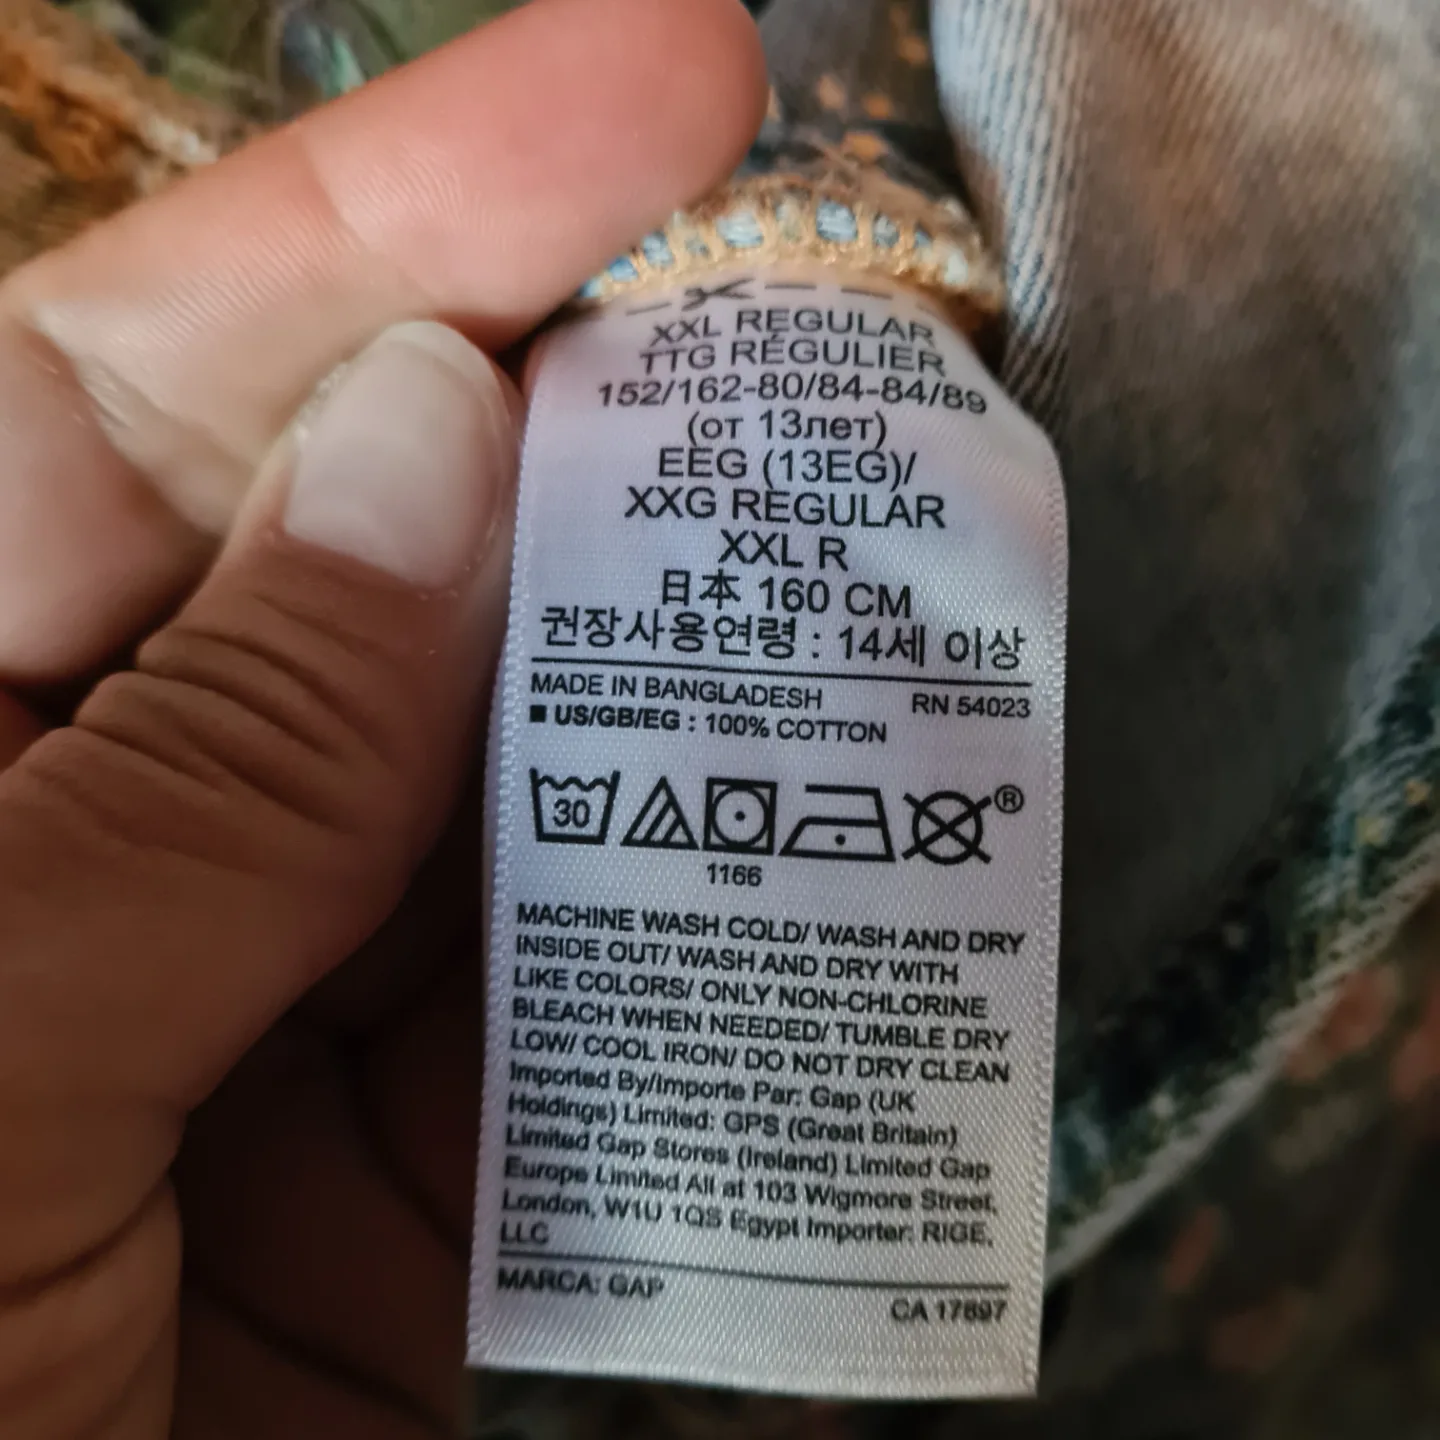 XXL REGULAR
TTG RÉGULIER
152/162-80/84-84/89
(от 13лет)
EEG (13EG)/
XXG REGULAR
XXL R
日本 160 CM
권장사용연령 : 14세 이상
MADE IN BANGLADESH RN 54023
■ US/GB/EG : 100% COTTON
30 ®
1166
MACHINE WASH COLD/ WASH AND DRY
INSIDE OUT/ WASH AND DRY WITH
LIKE COLORS/ ONLY NON-CHLORINE
BLEACH WHEN NEEDED/ TUMBLE DRY
LOW/ COOL IRON/ DO NOT DRY CLEAN
Imported By/Importe Par: Gap (UK
Holdings) Limited: GPS (Great Britain)
Limited Gap Stores (Ireland) Limited Gap
Europe Limited All at 103 Wigmore Street,
London, W1U 1QS Egypt Importer: RIGE,
LLC
MARCA: GAP
CA 17897